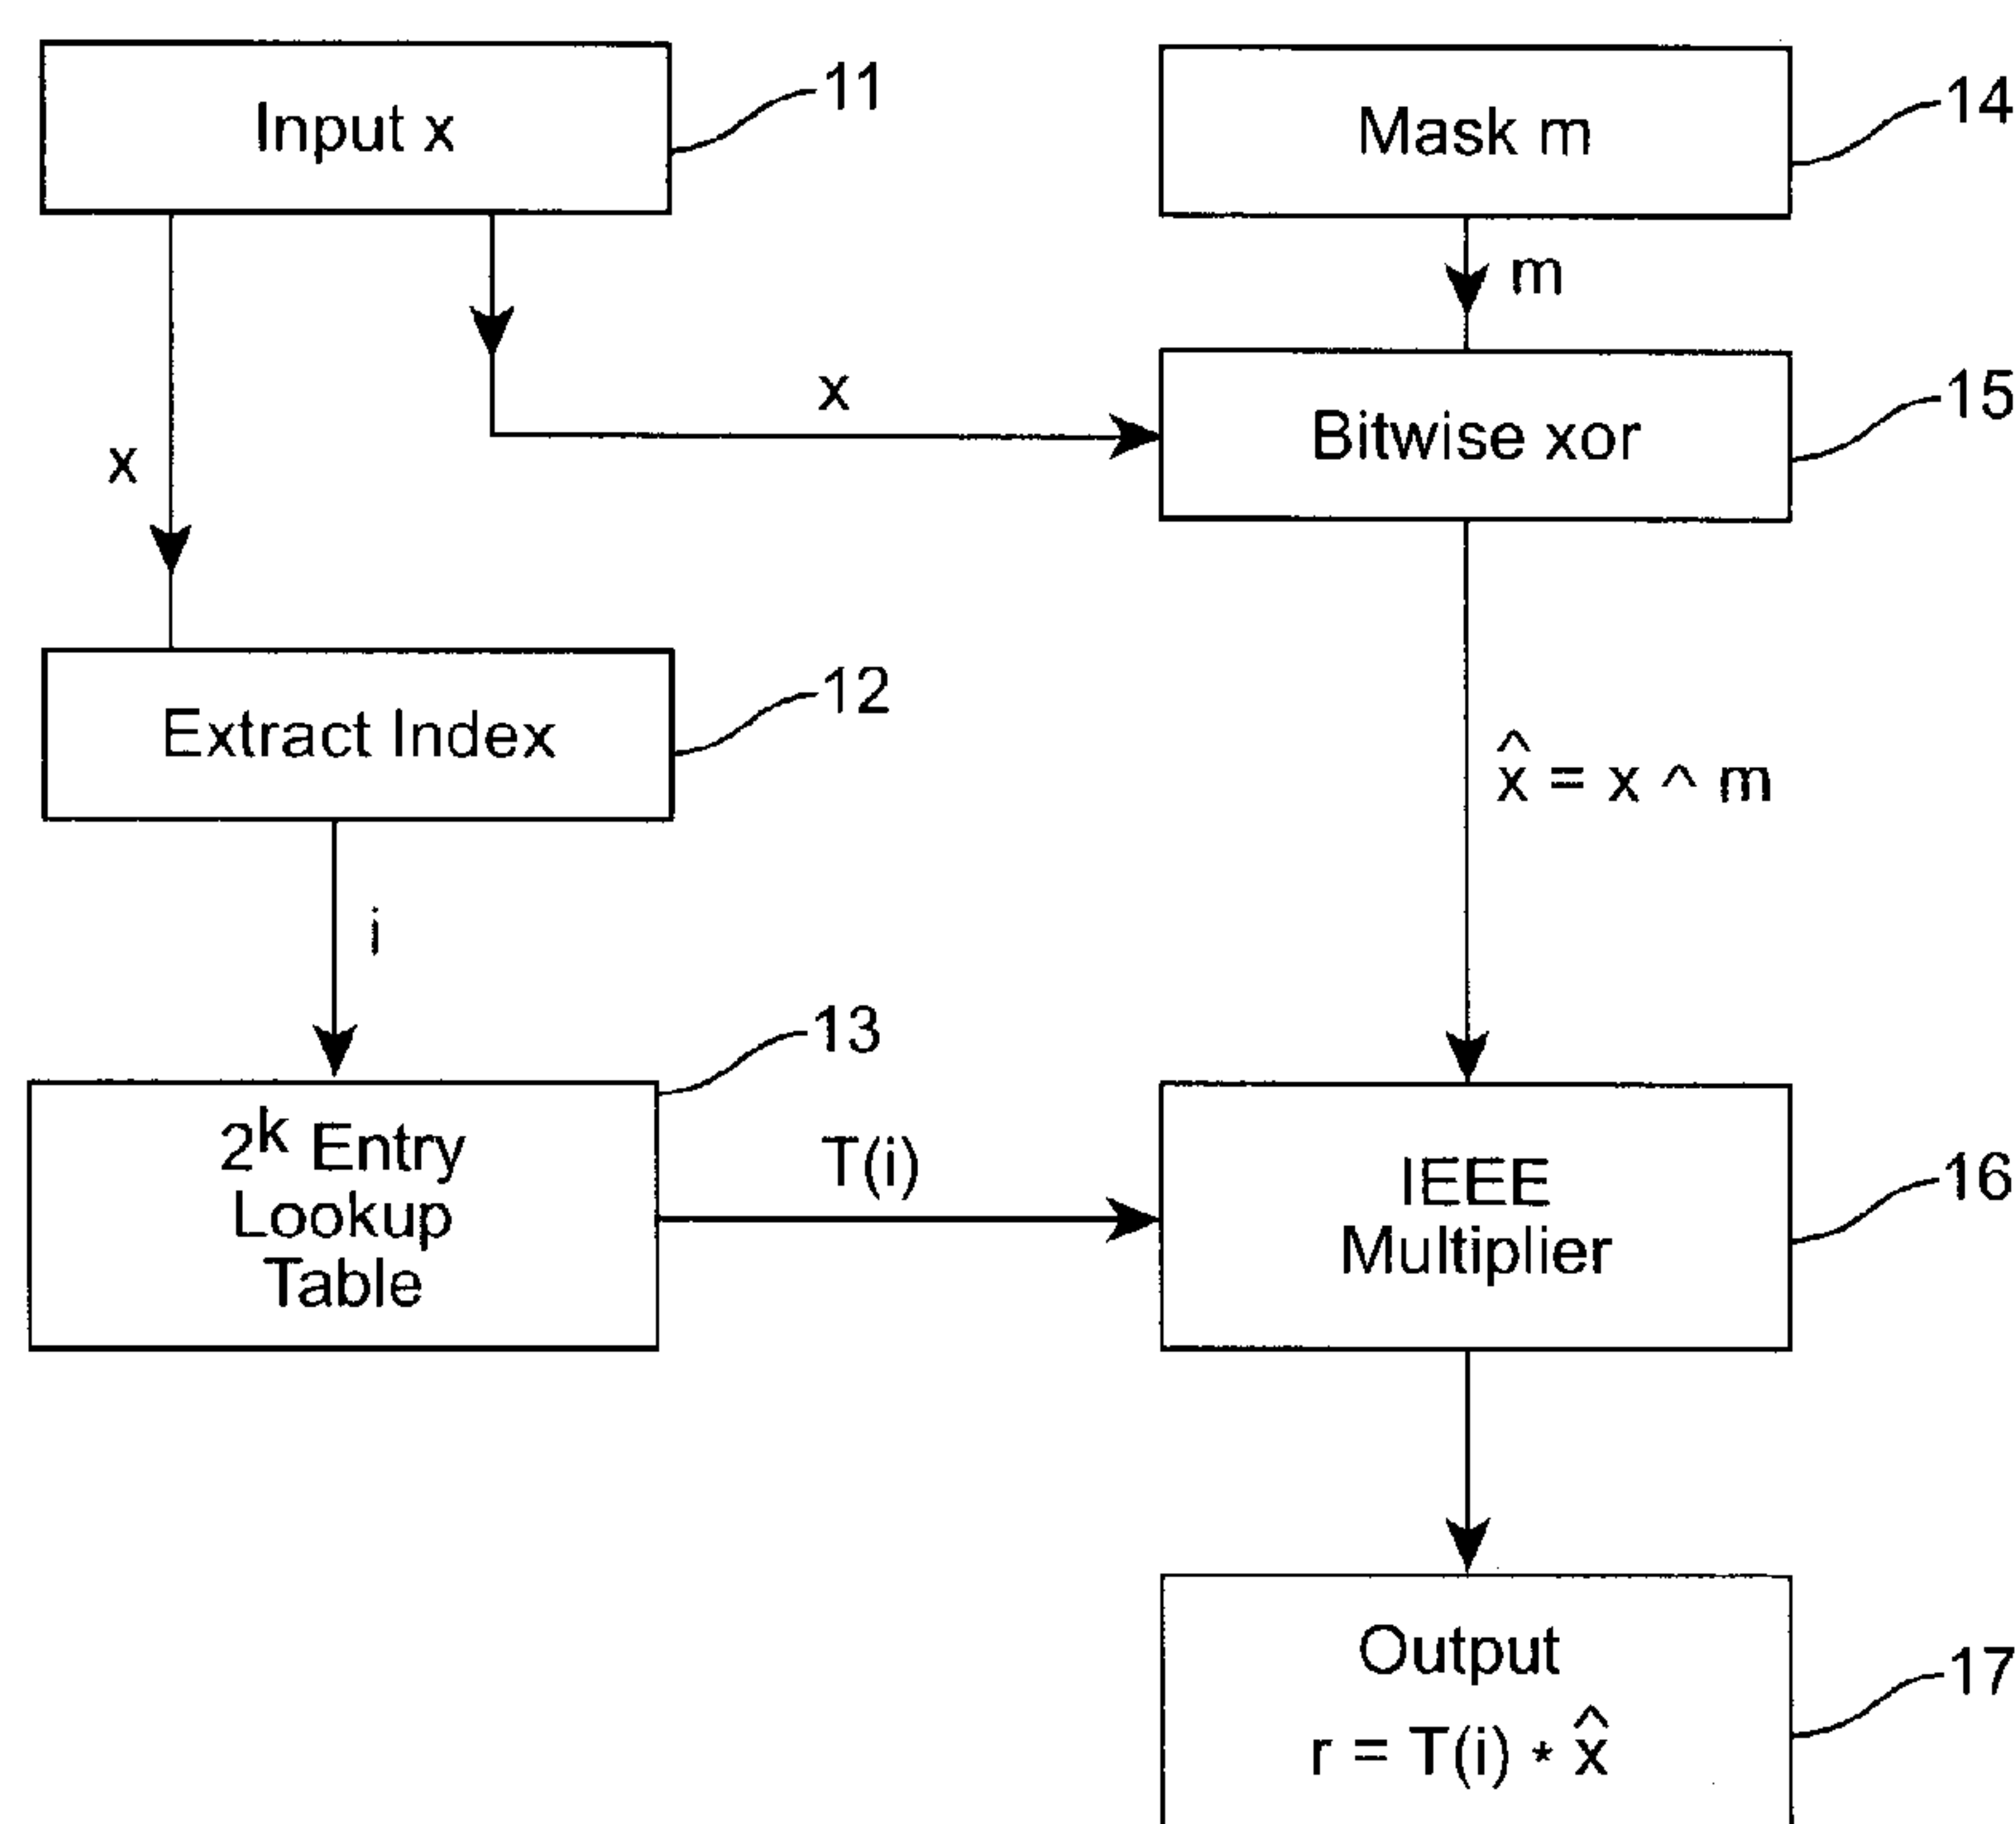 Input x
11
Mask m
14
m
x
Bitwise xor
15
x
Extract Index
12
x̂ = x ^ m
i
2^k Entry
Lookup
Table
13
T(i)
IEEE
Multiplier
16
Output
r = T(i) * x̂
17